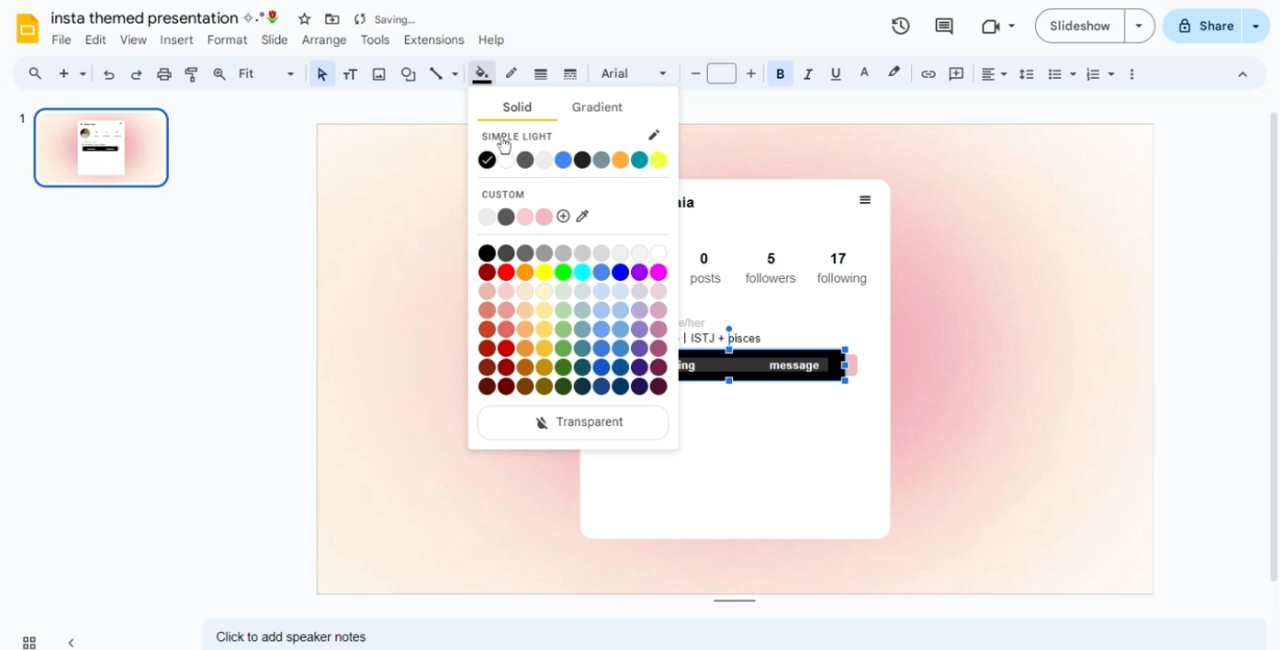 insta themed presentation ✧.°🌷
Saving...
File Edit View Insert Format Slide Arrange Tools Extensions Help
Slideshow
Share
Fit
Arial
B I U A
1
Solid Gradient
SIMPLE LIGHT
CUSTOM
Transparent
aia
0 5 17
posts followers following
e/her
| ISTJ + pisces
ing message
Click to add speaker notes